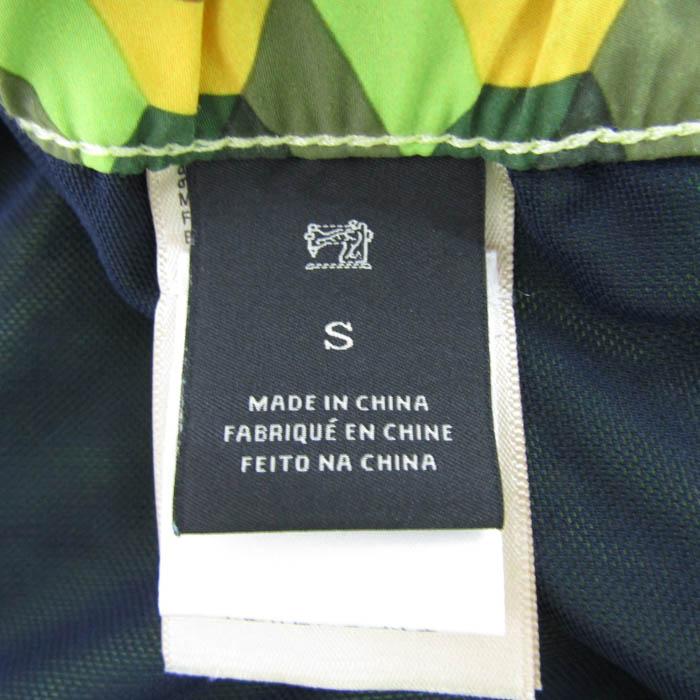 S
MADE IN CHINA
FABRIQUÉ EN CHINE
FEITO NA CHINA